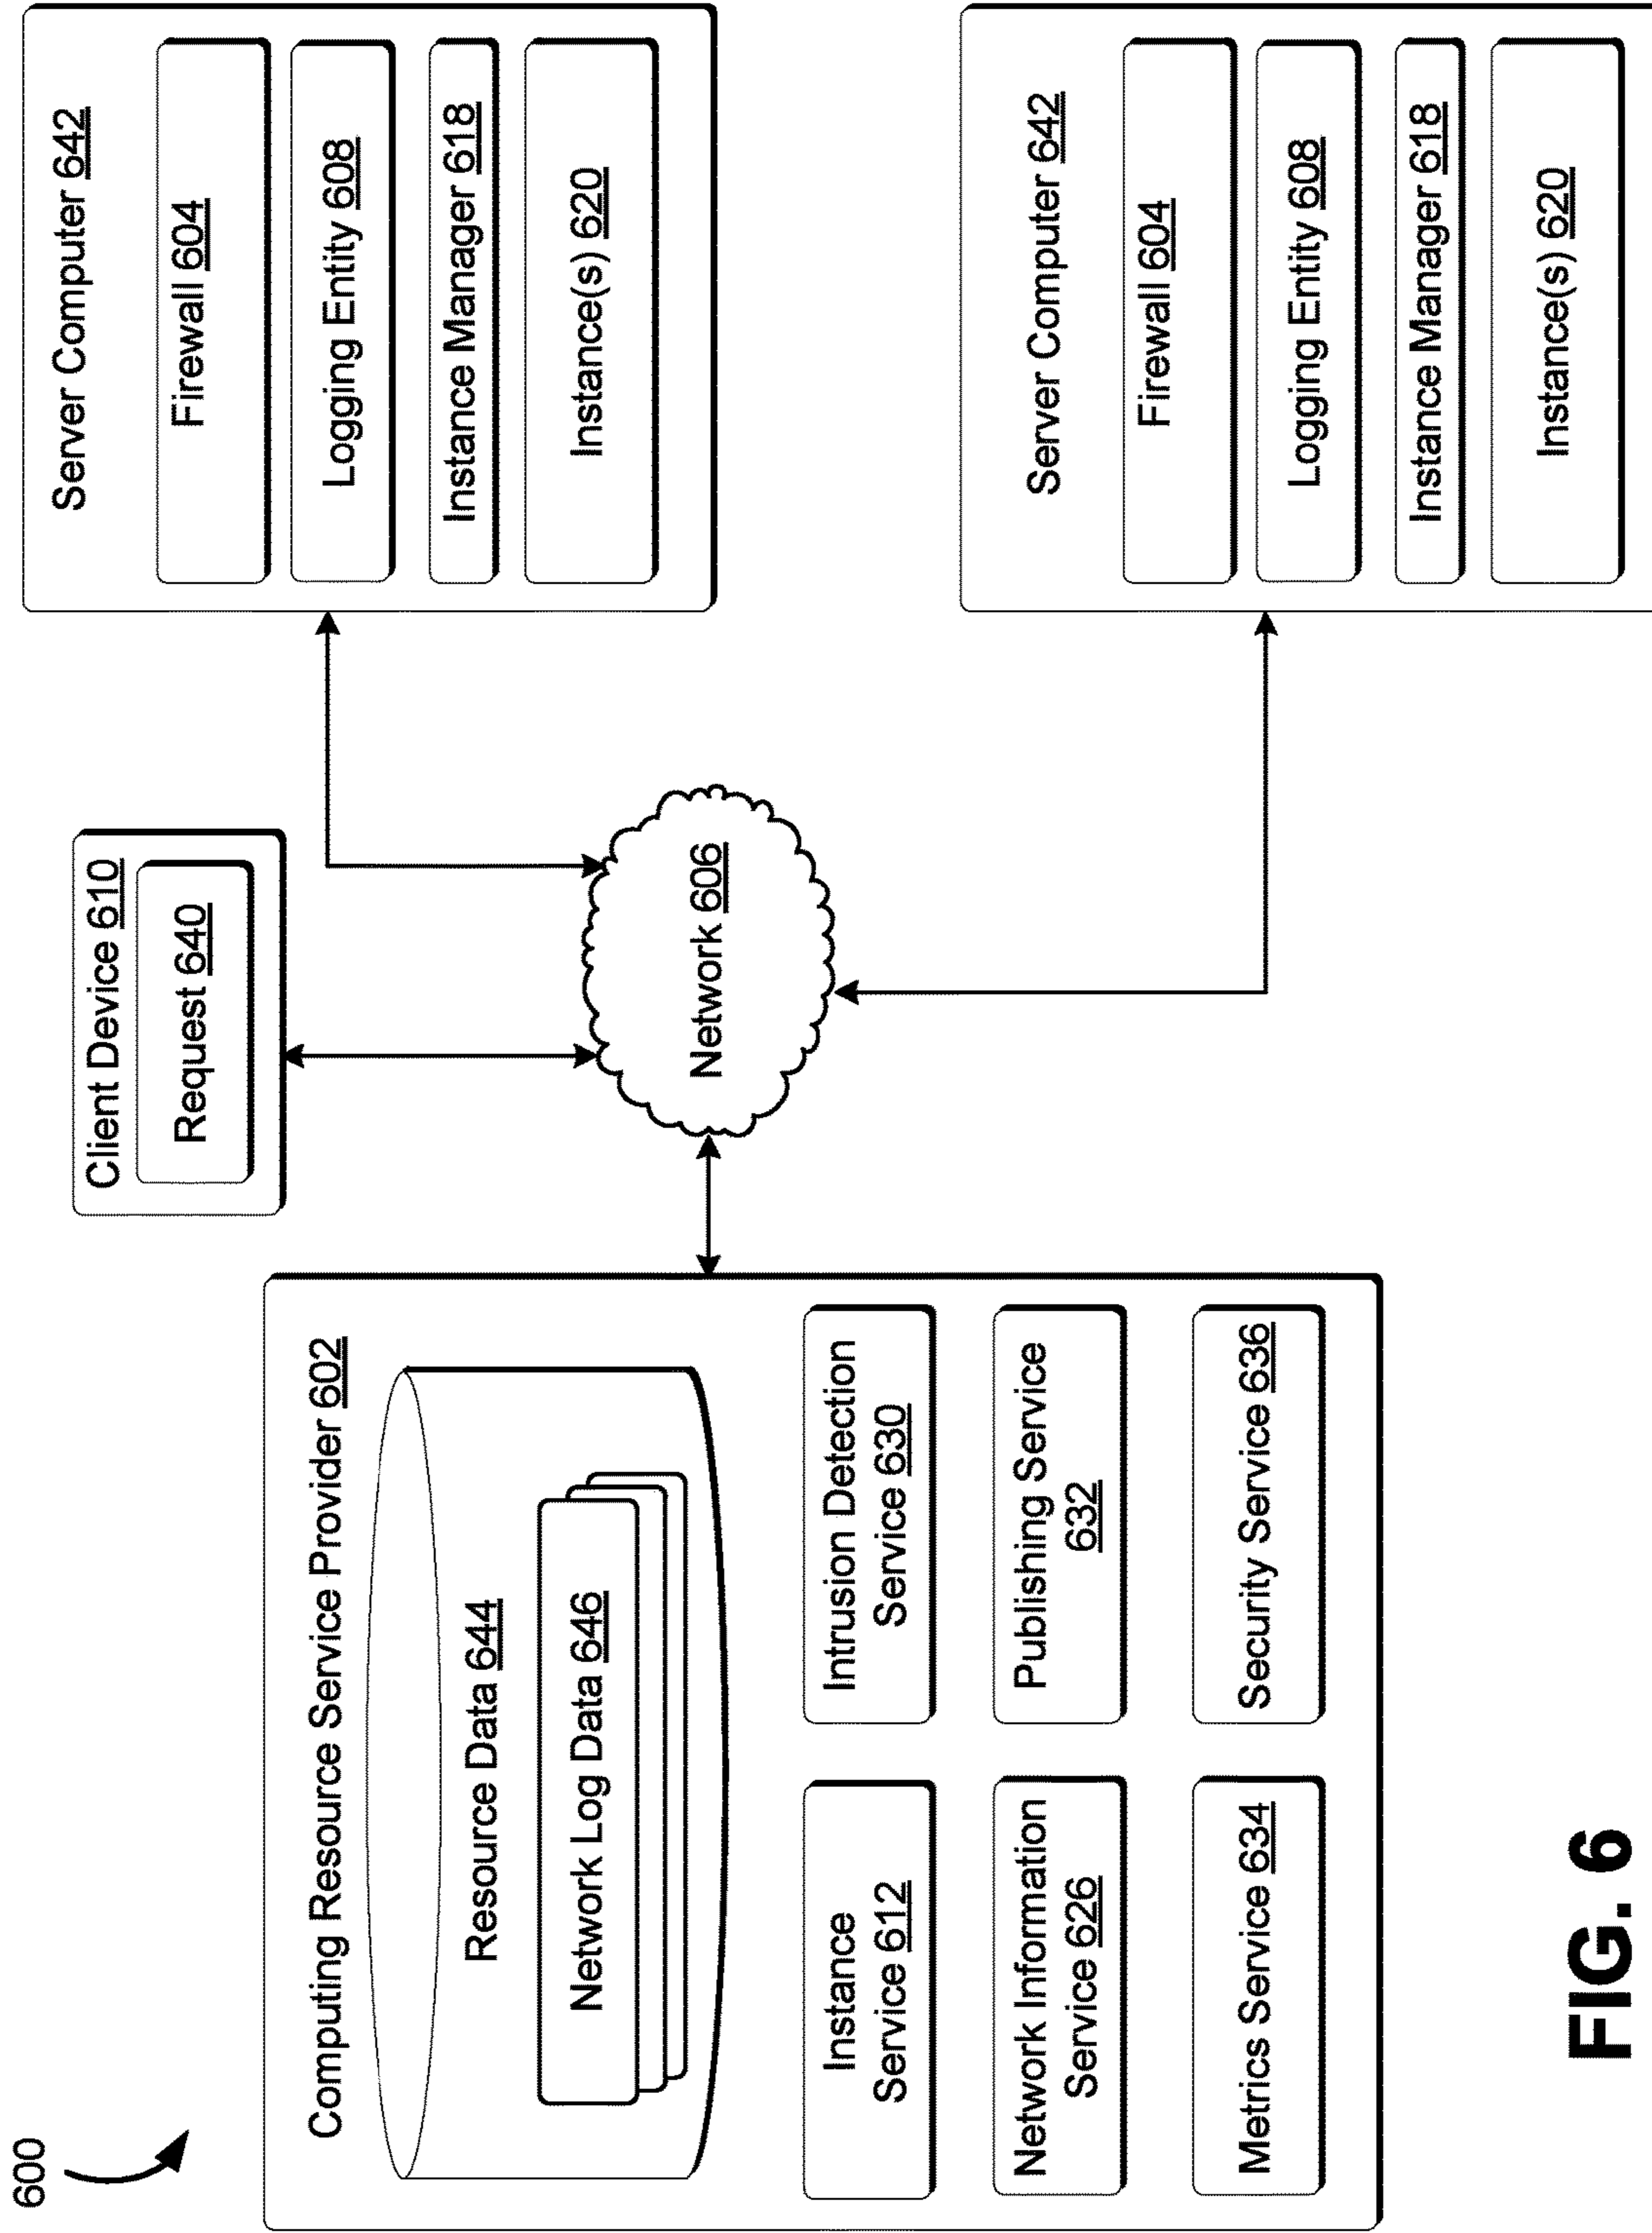 600
Computing Resource Service Provider 602
Resource Data 644
Network Log Data 646
Instance
Service 612
Intrusion Detection
Service 630
Network Information
Service 626
Publishing Service
632
Metrics Service 634
Security Service 636
Client Device 610
Request 640
Network 606
Server Computer 642
Firewall 604
Logging Entity 608
Instance Manager 618
Instance(s) 620
Server Computer 642
Firewall 604
Logging Entity 608
Instance Manager 618
Instance(s) 620
FIG. 6